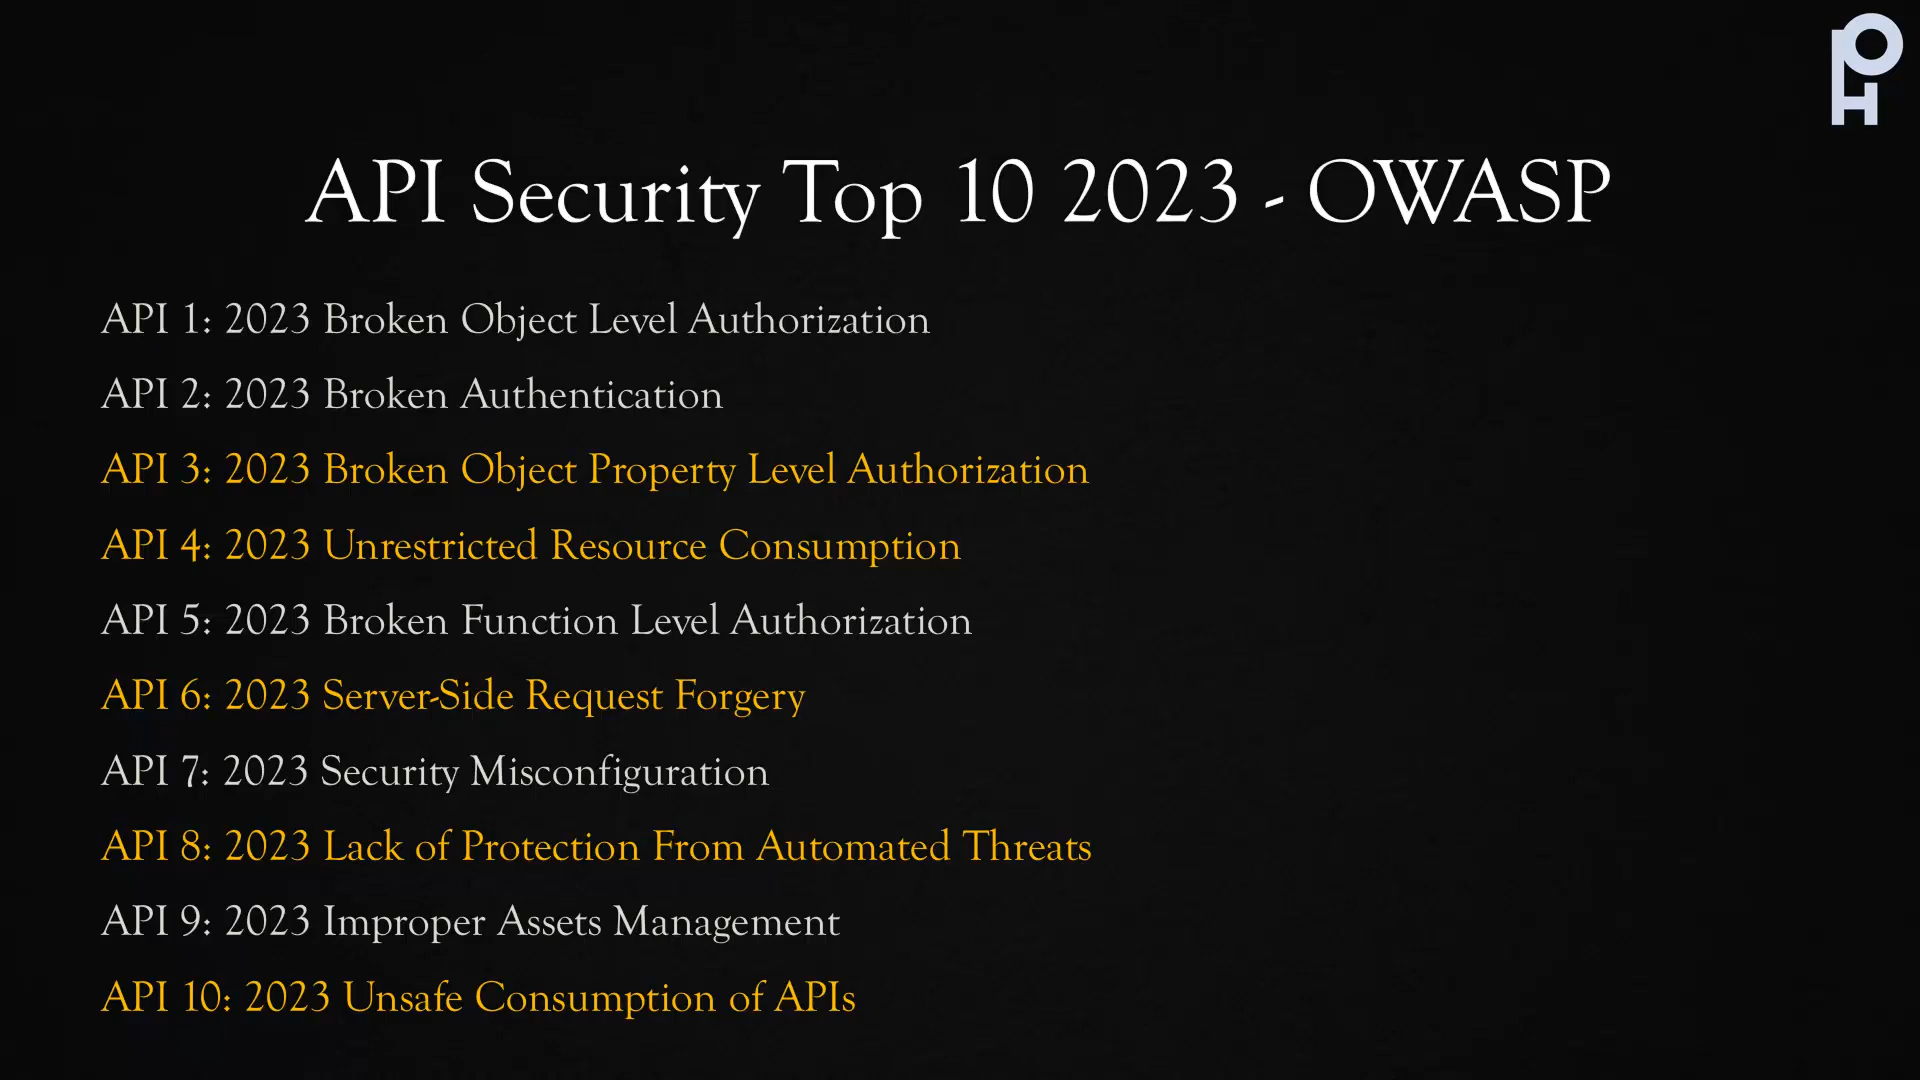 API Security Top 10 2023 - OWASP
API 1: 2023 Broken Object Level Authorization
API 2: 2023 Broken Authentication
API 3: 2023 Broken Object Property Level Authorization
API 4: 2023 Unrestricted Resource Consumption
API 5: 2023 Broken Function Level Authorization
API 6: 2023 Server-Side Request Forgery
API 7: 2023 Security Misconfiguration
API 8: 2023 Lack of Protection From Automated Threats
API 9: 2023 Improper Assets Management
API 10: 2023 Unsafe Consumption of APIs